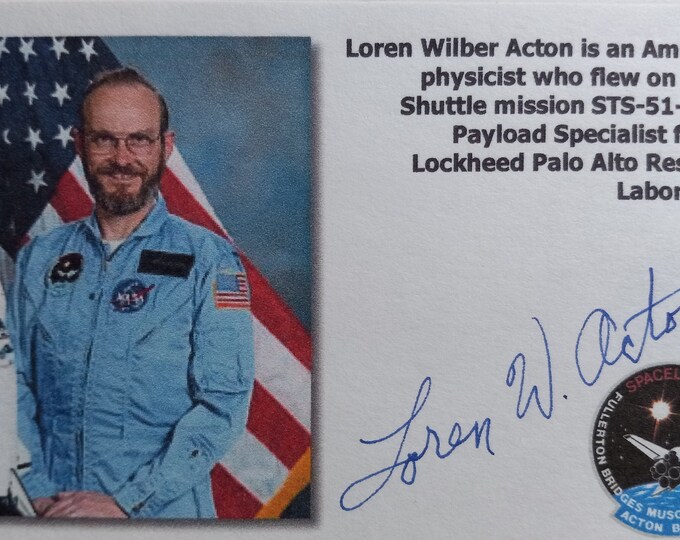 Loren Wilber Acton is an Am
physicist who flew on
Shuttle mission STS-51-
Payload Specialist f
Lockheed Palo Alto Res
Labor
NASA
Loren W. Acto
SPACEL
FULLERTON BRIDGES MUSG
ACTON B